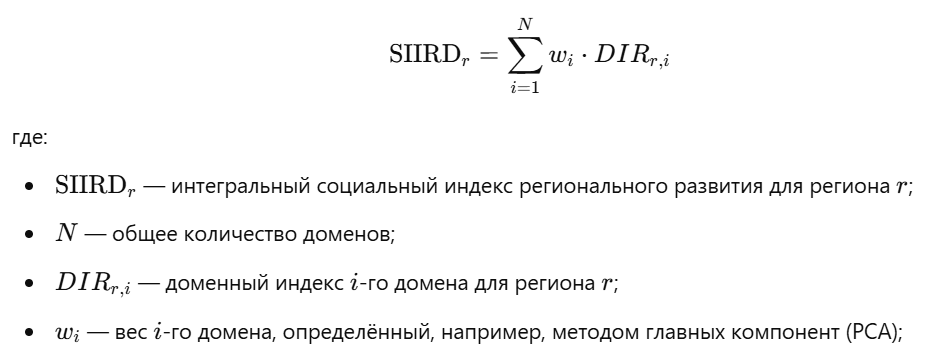 SIIRD_r = \sum_{i=1}^{N} w_i · DIR_{r,i}
где:
• SIIRD_r — интегральный социальный индекс регионального развития для региона r;
• N — общее количество доменов;
• DIR_{r,i} — доменный индекс i-го домена для региона r;
• w_i — вес i-го домена, определённый, например, методом главных компонент (PCA);